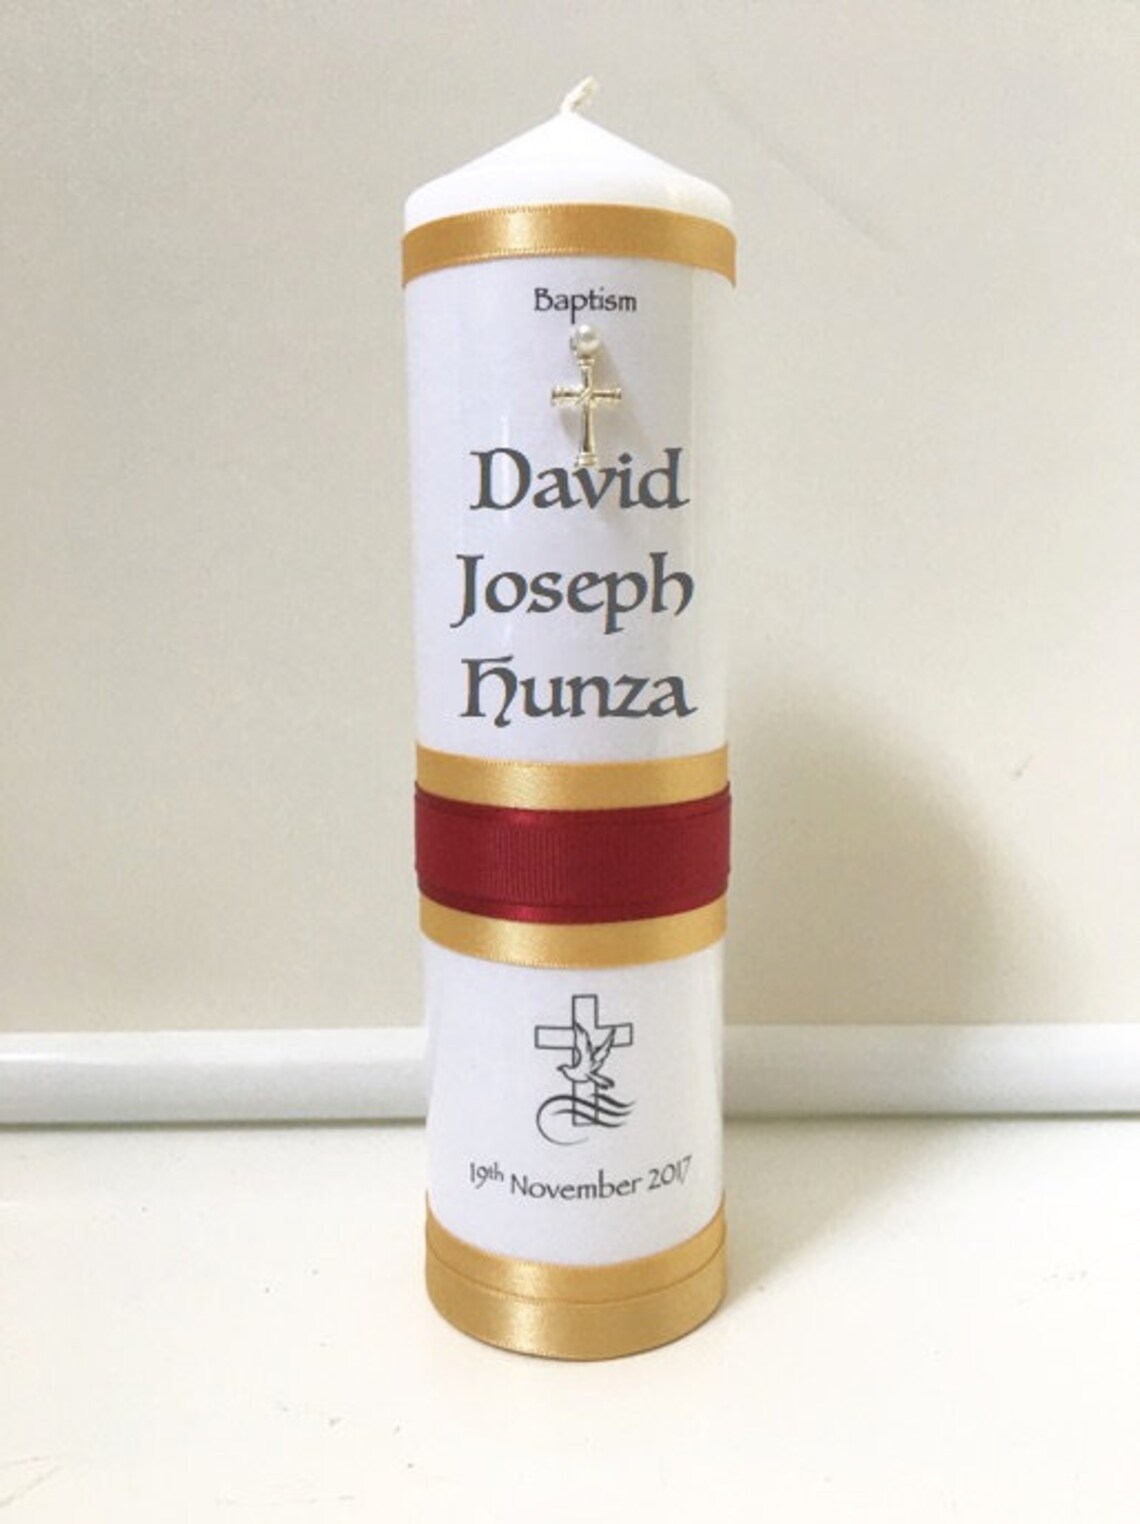 Baptism
David
Joseph
Hunza
19th November 2017